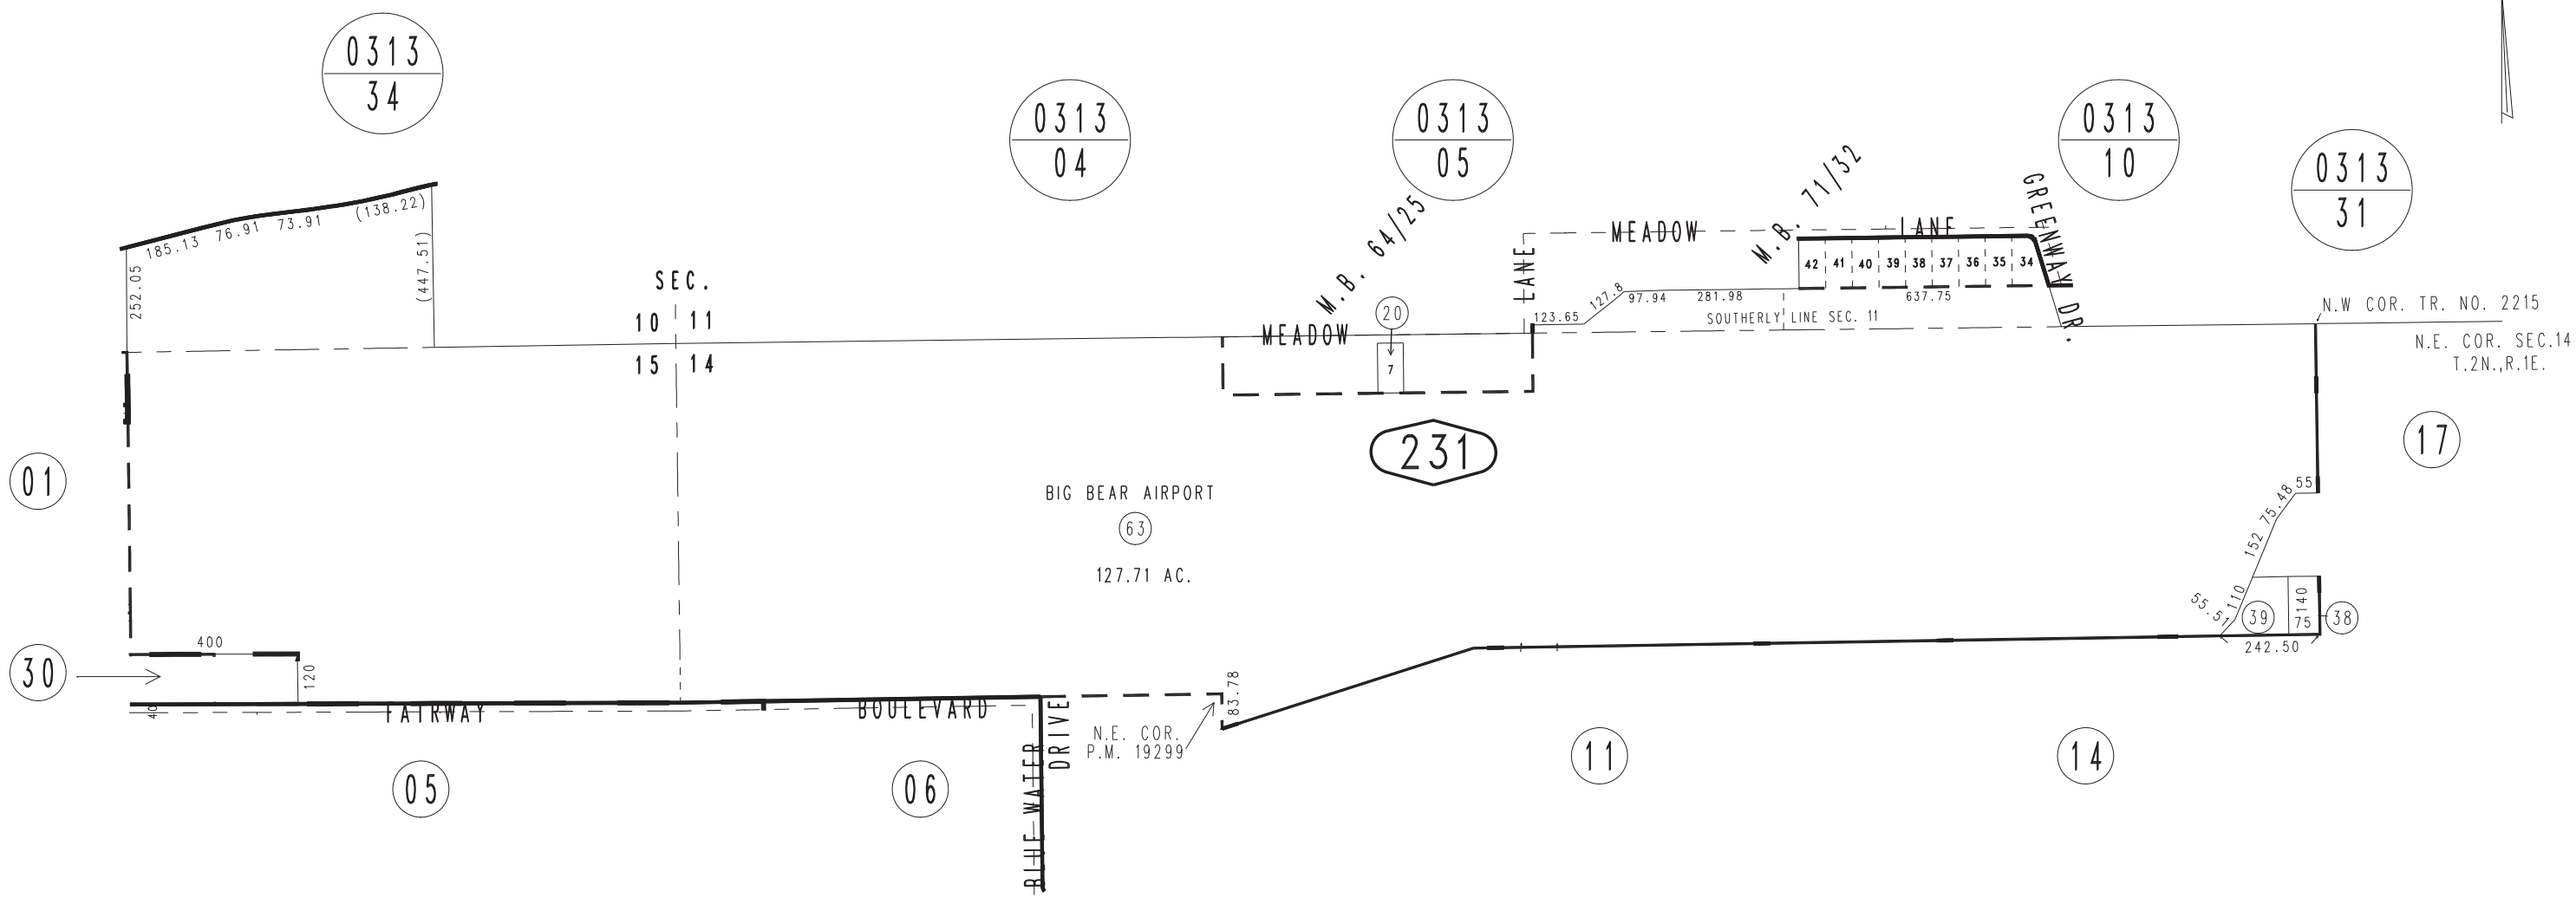 0313
34
0313
04
0313
05
0313
10
0313
31
185.13 76.91 73.91 (138.22)
252.05
(447.51)
SEC.
10 11
15 14
M.B. 64/25
M.B. 71/32
MEADOW LANE
LANE
GREENWAY DR.
42 41 40 39 38 37 36 35 34
123.65 127.8 97.94 281.98 637.75
SOUTHERLY LINE SEC. 11
N.W COR. TR. NO. 2215
N.E. COR. SEC.14
T.2N.,R.1E.
MEADOW
20
7
231
01
17
BIG BEAR AIRPORT
63
127.71 AC.
55
75.48
152
110
55.51
39
140
75
38
242.50
400
120
30
40
FAIRWAY BOULEVARD
BLUE WATER
DRIVE
83.78
N.E. COR.
P.M. 19299
05
06
11
14